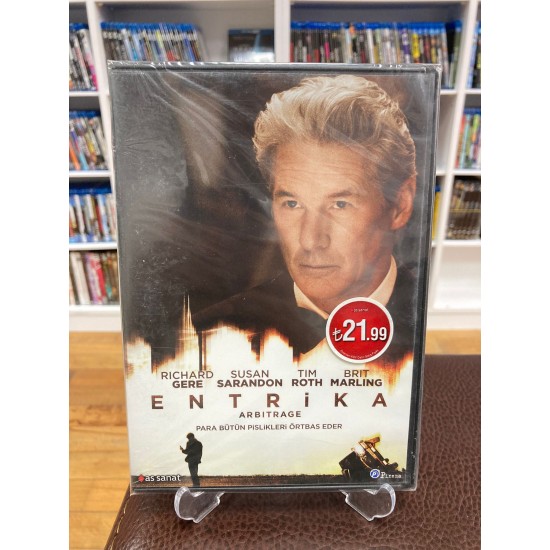 ₺21.99
RICHARD GERE SUSAN SARANDON TIM ROTH BRIT MARLING
ENTRİKA
ARBITRAGE
PARA BÜTÜN PİSLİKLERİ ÖRTBAS EDER
as sanat
Pinema